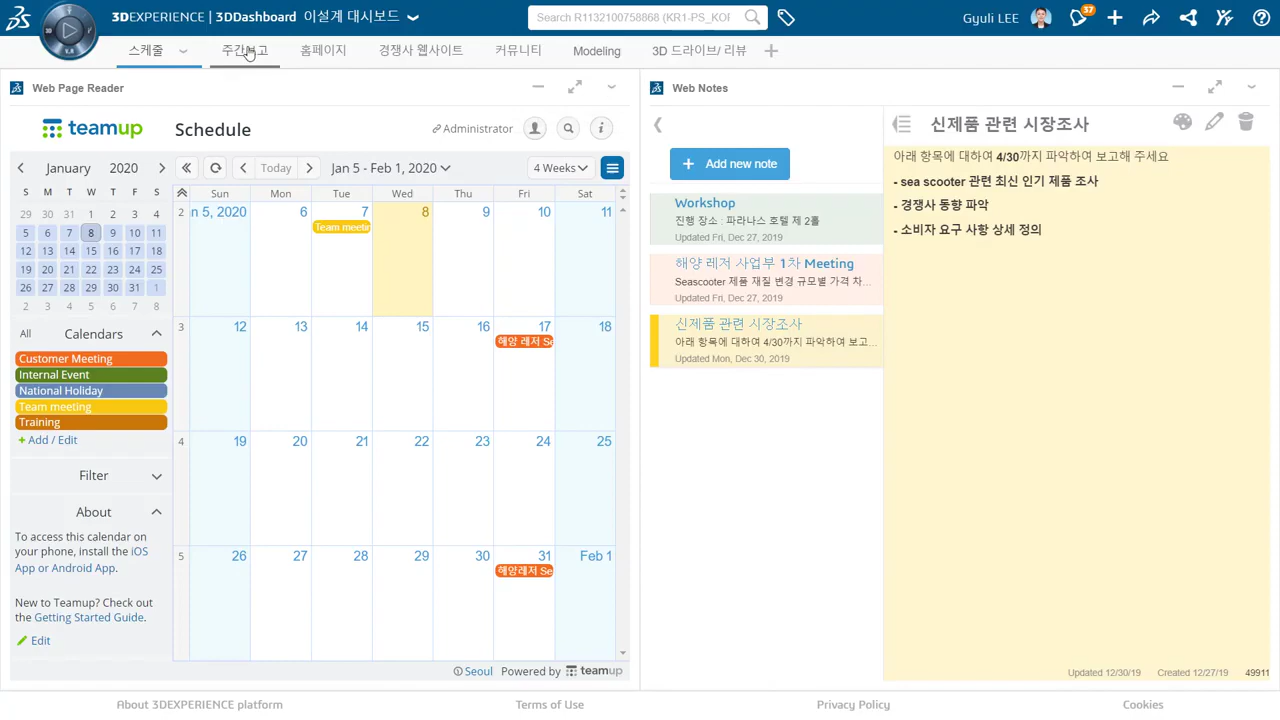 3DEXPERIENCE | 3DDashboard 이설계 대시보드
Search R1132100758868 (KR1-PS_KOI
Gyuli LEE
37
스케줄
주간보고
홈페이지
경쟁사 웹사이트
커뮤니티
Modeling
3D 드라이브/ 리뷰
Web Page Reader
teamup
Schedule
Administrator
January 2020
S M T W T F S
29 30 31 1 2 3 4
5 6 7 8 9 10 11
12 13 14 15 16 17 18
19 20 21 22 23 24 25
26 27 28 29 30 31 1
2 3 4 5 6 7 8
All Calendars
Customer Meeting
Internal Event
National Holiday
Team meeting
Training
+ Add / Edit
Filter
About
To access this calendar on
your phone, install the iOS
App or Android App.
New to Teamup? Check out
the Getting Started Guide.
Edit
Today
Jan 5 - Feb 1, 2020
4 Weeks
Sun Mon Tue Wed Thu Fri Sat
2 n 5, 2020 6 7 8 9 10 11
Team meetin
3 12 13 14 15 16 17 18
해양 레저 Se
4 19 20 21 22 23 24 25
5 26 27 28 29 30 31 Feb 1
해양레저 Se
Seoul Powered by teamup
Web Notes
Add new note
Workshop
진행 장소 : 파라나스 호텔 제 2홀
Updated Fri, Dec 27, 2019
해양 레저 사업부 1차 Meeting
Seascooter 제품 재질 변경 규모별 가격 차...
Updated Fri, Dec 27, 2019
신제품 관련 시장조사
아래 항목에 대하여 4/30까지 파악하여 보고...
Updated Mon, Dec 30, 2019
신제품 관련 시장조사
아래 항목에 대하여 4/30까지 파악하여 보고해 주세요
- sea scooter 관련 최신 인기 제품 조사
- 경쟁사 동향 파악
- 소비자 요구 사항 상세 정의
Updated 12/30/19 Created 12/27/19 49911
About 3DEXPERIENCE platform
Terms of Use
Privacy Policy
Cookies